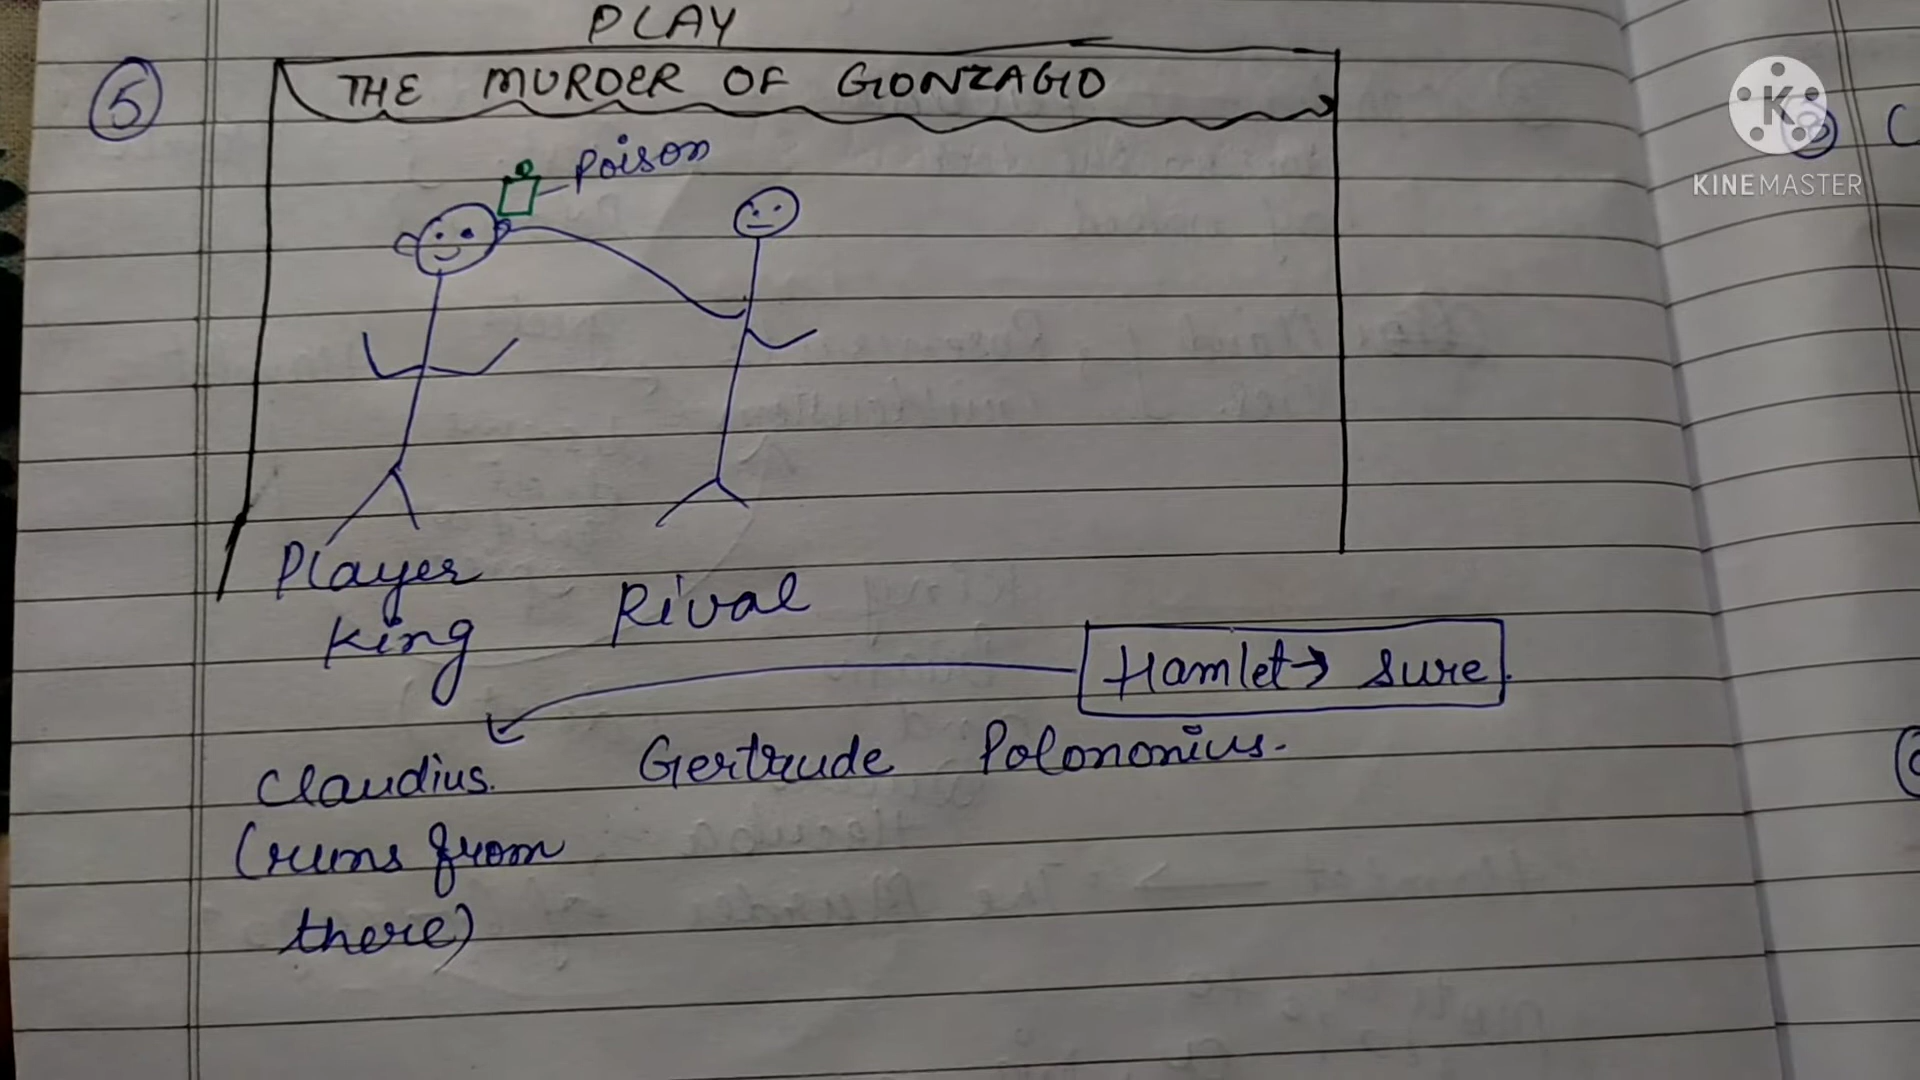 PLAY
5
THE MURDER OF GONZAGO
Poison
Player
King
Rival
Hamlet → sure
Claudius. Gertrude Polononius.
(runs from
there)
K
KINEMASTER